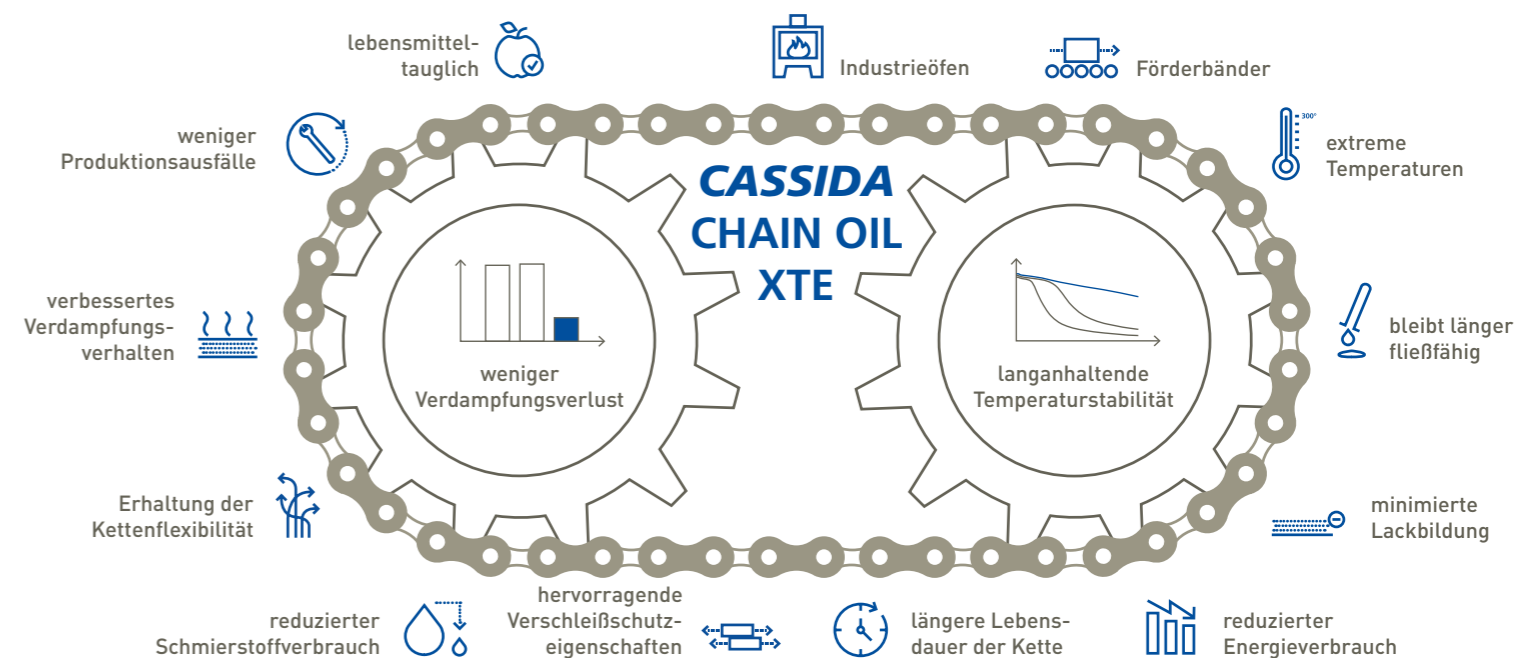 lebensmittel-
tauglich
Industrieöfen
Förderbänder
weniger
Produktionsausfälle
300°
extreme
Temperaturen
CASSIDA
CHAIN OIL
XTE
verbessertes
Verdampfungs-
verhalten
weniger
Verdampfungsverlust
langanhaltende
Temperaturstabilität
bleibt länger
fließfähig
Erhaltung der
Kettenflexibilität
minimierte
Lackbildung
reduzierter
Schmierstoffverbrauch
hervorragende
Verschleißschutz-
eigenschaften
längere Lebens-
dauer der Kette
reduzierter
Energieverbrauch